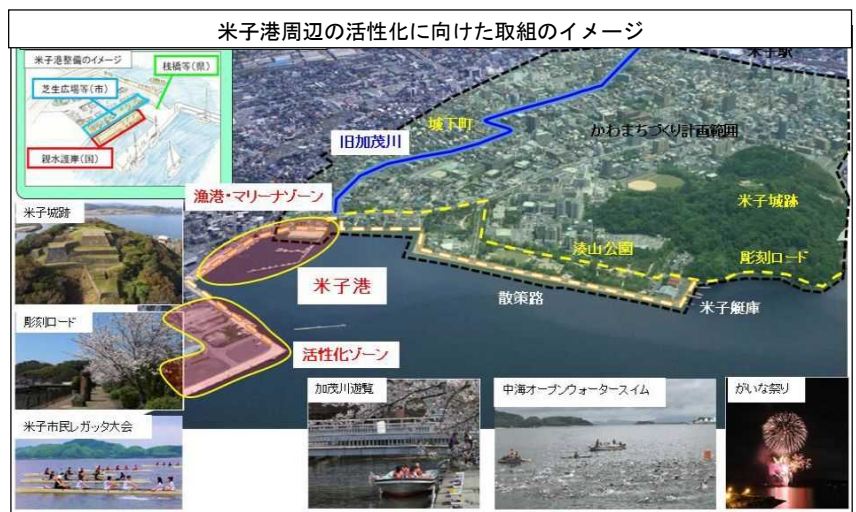 米子港周辺の活性化に向けた取組のイメージ
米子港整備のイメージ
桟橋等(県)
芝生広場等(市)
親水護岸(国)
米子駅
城下町
旧加茂川
かわまちづくり計画範囲
漁港・マリーナゾーン
米子城跡
米子城跡
湊山公園
彫刻ロード
米子港
散策路
米子艇庫
彫刻ロード
活性化ゾーン
加茂川遊覧
中海オープンウォータースイム
がいな祭り
米子市民レガッタ大会